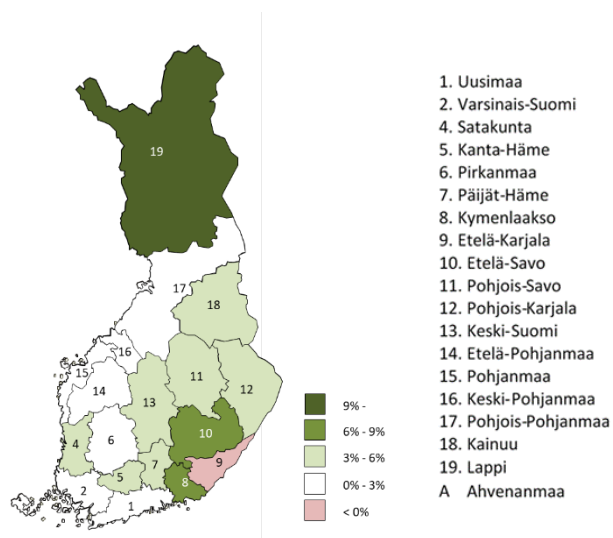 19
17
18
16
15
14
13
11
12
10
6
4
9
7
5
8
2
1
9% -
6% - 9%
3% - 6%
0% - 3%
< 0%
1. Uusimaa
2. Varsinais-Suomi
4. Satakunta
5. Kanta-Häme
6. Pirkanmaa
7. Päijät-Häme
8. Kymenlaakso
9. Etelä-Karjala
10. Etelä-Savo
11. Pohjois-Savo
12. Pohjois-Karjala
13. Keski-Suomi
14. Etelä-Pohjanmaa
15. Pohjanmaa
16. Keski-Pohjanmaa
17. Pohjois-Pohjanmaa
18. Kainuu
19. Lappi
A Ahvenanmaa